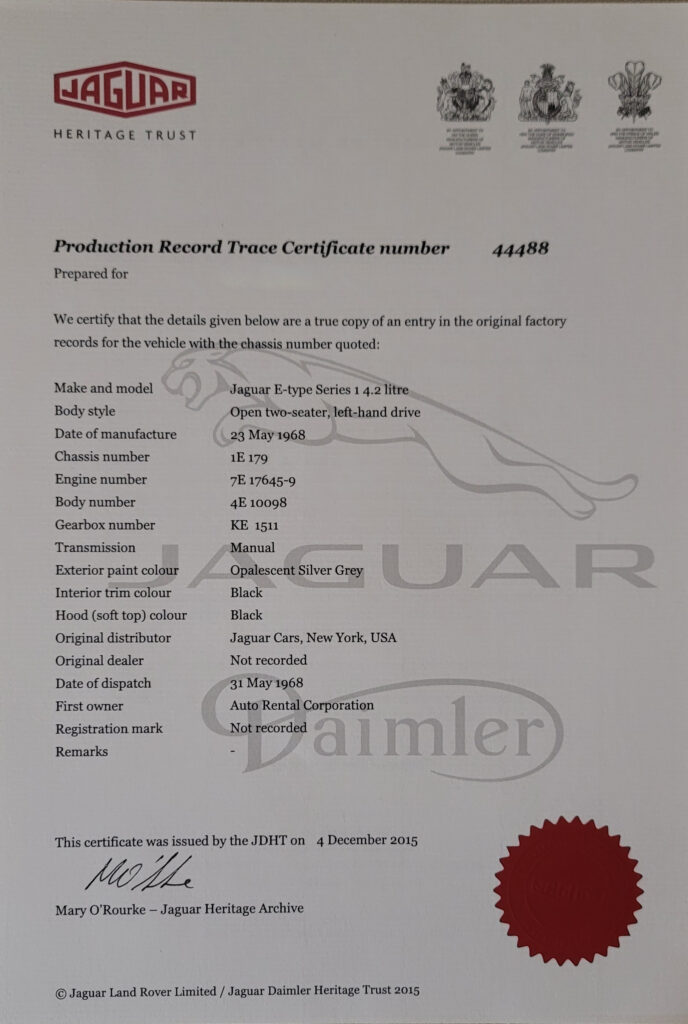 JAGUAR
HERITAGE TRUST
Production Record Trace Certificate number 44488
Prepared for
We certify that the details given below are a true copy of an entry in the original factory
records for the vehicle with the chassis number quoted:
Make and model Jaguar E-type Series 1 4.2 litre
Body style Open two-seater, left-hand drive
Date of manufacture 23 May 1968
Chassis number 1E 179
Engine number 7E 17645-9
Body number 4E 10098
Gearbox number KE 1511
Transmission Manual
Exterior paint colour Opalescent Silver Grey
Interior trim colour Black
Hood (soft top) colour Black
Original distributor Jaguar Cars, New York, USA
Original dealer Not recorded
Date of dispatch 31 May 1968
First owner Auto Rental Corporation
Registration mark Not recorded
Remarks -
JAGUAR
Daimler
This certificate was issued by the JDHT on 4 December 2015
Mary O'Rourke – Jaguar Heritage Archive
© Jaguar Land Rover Limited / Jaguar Daimler Heritage Trust 2015